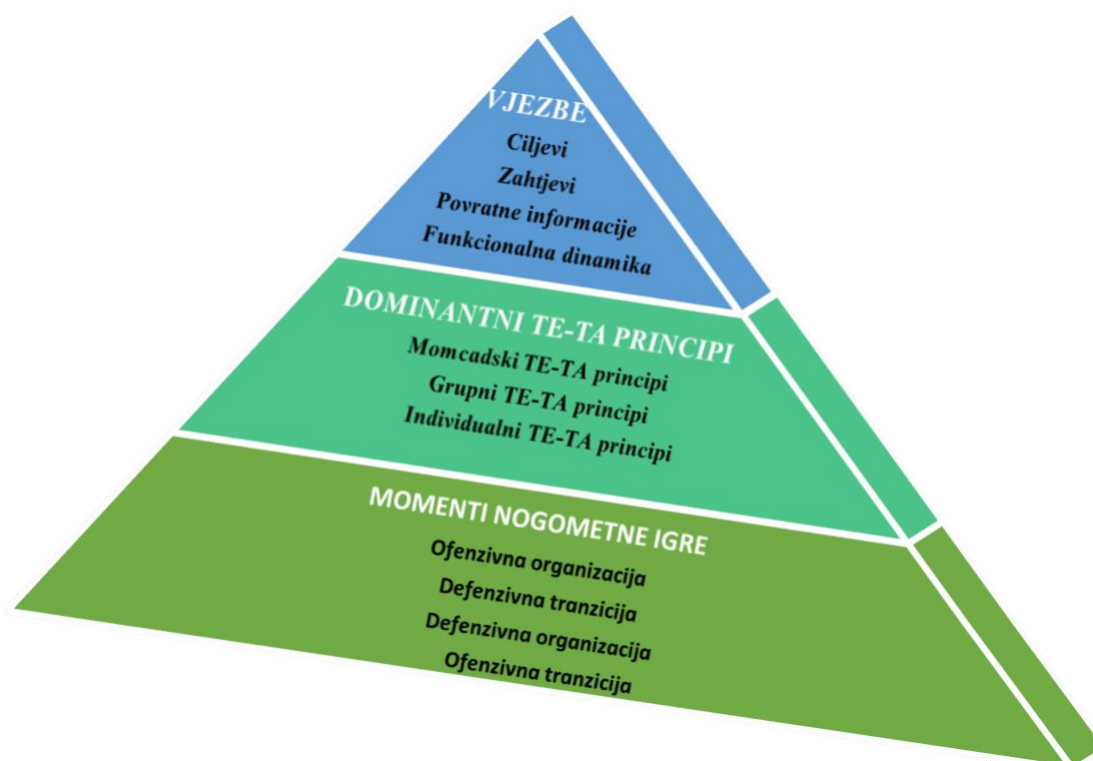 VJEZBE
Ciljevi
Zahtjevi
Povratne informacije
Funkcionalna dinamika
DOMINANTNI TE-TA PRINCIPI
Momcadski TE-TA principi
Grupni TE-TA principi
Individualni TE-TA principi
MOMENTI NOGOMETNE IGRE
Ofenzivna organizacija
Defenzivna tranzicija
Defenzivna organizacija
Ofenzivna tranzicija